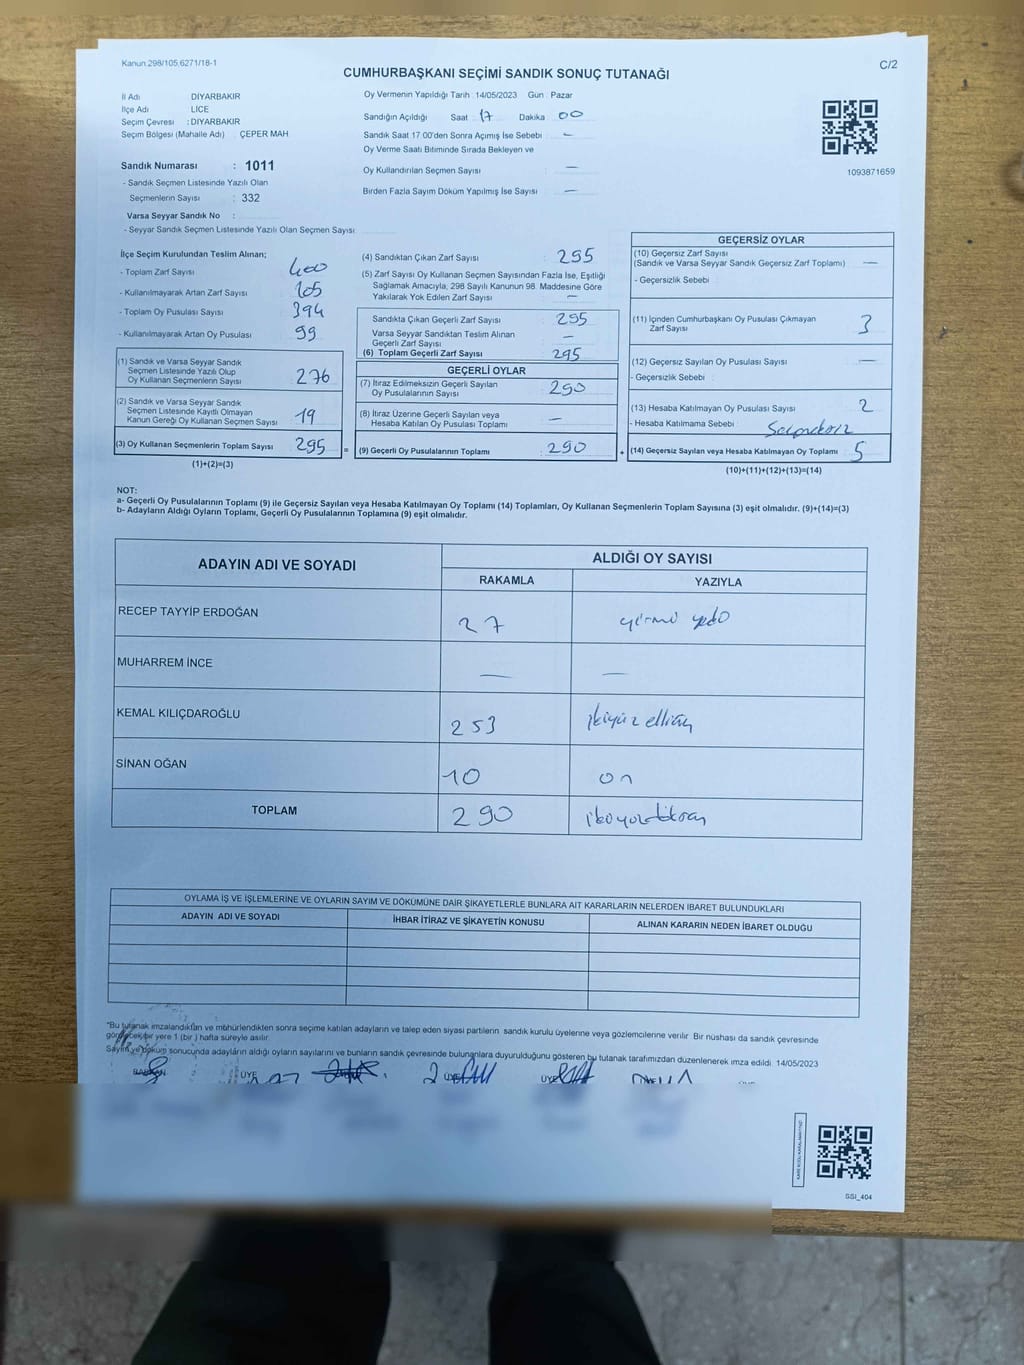 Kanun.298/105,6271/18-1
C/2
CUMHURBAŞKANI SEÇİMİ SANDIK SONUÇ TUTANAĞI
İl Adı DİYARBAKIR
İlçe Adı LİCE
Seçim Çevresi : DİYARBAKIR
Seçim Bölgesi (Mahalle Adı) ÇEPER MAH
Sandık Numarası : 1011
- Sandık Seçmen Listesinde Yazılı Olan
Seçmenlerin Sayısı : 332
Varsa Seyyar Sandık No :
- Seyyar Sandık Seçmen Listesinde Yazılı Olan Seçmen Sayısı
Oy Vermenin Yapıldığı Tarih : 14/05/2023 Gün : Pazar
Sandığın Açıldığı Saat 17 Dakika 00
Sandık Saat 17.00'den Sonra Açımış İse Sebebi : —
Oy Verme Saati Bitiminde Sırada Bekleyen ve
Oy Kullandırılan Seçmen Sayısı : —
Birden Fazla Sayım Döküm Yapılmış İse Sayısı : —
1093871659
İlçe Seçim Kurulundan Teslim Alınan;
- Toplam Zarf Sayısı 400
- Kullanılmayarak Artan Zarf Sayısı 105
- Toplam Oy Pusulası Sayısı 394
- Kullanılmayarak Artan Oy Pusulası 99
(1) Sandık ve Varsa Seyyar Sandık
Seçmen Listesinde Yazılı Olup
Oy Kullanan Seçmenlerin Sayısı 276
(2) Sandık ve Varsa Seyyar Sandık
Seçmen Listesinde Kayıtlı Olmayan
Kanun Gereği Oy Kullanan Seçmen Sayısı 19
(3) Oy Kullanan Seçmenlerin Toplam Sayısı 295 =
(1)+(2)=(3)
(4) Sandıktan Çıkan Zarf Sayısı 295
(5) Zarf Sayısı Oy Kullanan Seçmen Sayısından Fazla İse, Eşitliği
Sağlamak Amacıyla, 298 Sayılı Kanunun 98. Maddesine Göre
Yakılarak Yok Edilen Zarf Sayısı —
Sandıkta Çıkan Geçerli Zarf Sayısı 295
Varsa Seyyar Sandıktan Teslim Alınan
Geçerli Zarf Sayısı —
(6) Toplam Geçerli Zarf Sayısı 295
GEÇERLİ OYLAR
(7) İtiraz Edilmeksizin Geçerli Sayılan
Oy Pusulalarının Sayısı 290
(8) İtiraz Üzerine Geçerli Sayılan veya
Hesaba Katılan Oy Pusulası Toplamı —
(9) Geçerli Oy Pusulalarının Toplamı 290 +
GEÇERSİZ OYLAR
(10) Geçersiz Zarf Sayısı
(Sandık ve Varsa Seyyar Sandık Geçersiz Zarf Toplamı) —
- Geçersizlik Sebebi
(11) İçinden Cumhurbaşkanı Oy Pusulası Çıkmayan
Zarf Sayısı 3
(12) Geçersiz Sayılan Oy Pusulası Sayısı —
- Geçersizlik Sebebi
(13) Hesaba Katılmayan Oy Pusulası Sayısı 2
- Hesaba Katılmama Sebebi
(14) Geçersiz Sayılan veya Hesaba Katılmayan Oy Toplamı 5
(10)+(11)+(12)+(13)=(14)
NOT:
a- Geçerli Oy Pusulalarının Toplamı (9) ile Geçersiz Sayılan veya Hesaba Katılmayan Oy Toplamı (14) Toplamları, Oy Kullanan Seçmenlerin Toplam Sayısına (3) eşit olmalıdır. (9)+(14)=(3)
b- Adayların Aldığı Oyların Toplamı, Geçerli Oy Pusulalarının Toplamına (9) eşit olmalıdır.
ADAYIN ADI VE SOYADI ALDIĞI OY SAYISI
RAKAMLA YAZIYLA
RECEP TAYYİP ERDOĞAN 27 yirmi yedi
MUHARREM İNCE — —
KEMAL KILIÇDAROĞLU 253 ikiyüz elliüç
SİNAN OĞAN 10 on
TOPLAM 290 ikiyüzdoksan
OYLAMA İŞ VE İŞLEMLERİNE VE OYLARIN SAYIM VE DÖKÜMÜNE DAİR ŞİKAYETLERLE BUNLARA AİT KARARLARIN NELERDEN İBARET BULUNDUKLARI
ADAYIN ADI VE SOYADI İHBAR İTİRAZ VE ŞİKAYETİN KONUSU ALINAN KARARIN NEDEN İBARET OLDUĞU
*Bu tutanak imzalandıktan ve mühürlendikten sonra seçime katılan adayların ve talep eden siyasi partilerin sandık kurulu üyelerine veya gözlemcilerine verilir. Bir nüshası da sandık çevresinde
görülecek bir yere 1 (bir ) hafta süreyle asılır.
Sayım ve döküm sonucunda adayların aldığı oyların sayılarını ve bunların sandık çevresinde bulunanlara duyurulduğunu gösteren bu tutanak tarafımızdan düzenlenerek imza edildi. 14/05/2023
BAŞKAN ÜYE ÜYE ÜYE
SSI_404